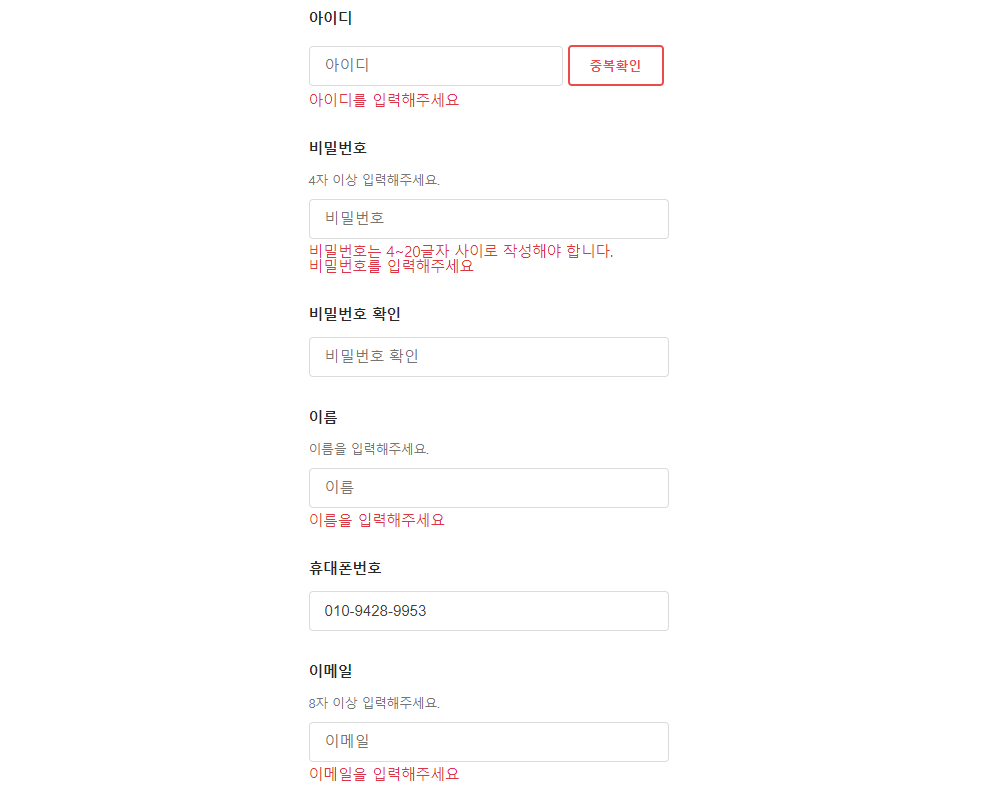 아이디
아이디 중복확인
아이디를 입력해주세요
비밀번호
4자 이상 입력해주세요.
비밀번호
비밀번호는 4~20글자 사이로 작성해야 합니다.
비밀번호를 입력해주세요
비밀번호 확인
비밀번호 확인
이름
이름을 입력해주세요.
이름
이름을 입력해주세요
휴대폰번호
010-9428-9953
이메일
8자 이상 입력해주세요.
이메일
이메일을 입력해주세요